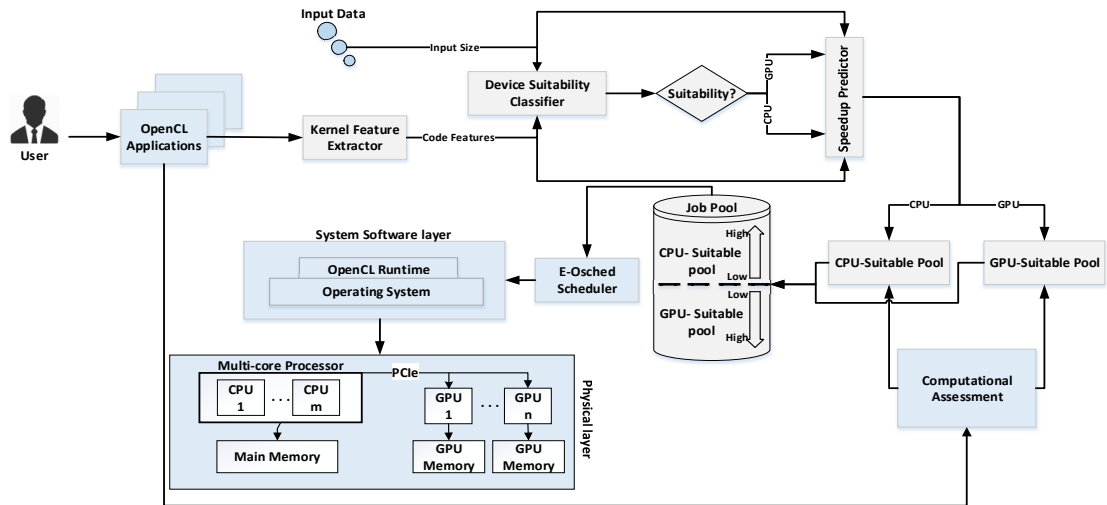 Input Data
Input Size
Device Suitability
Classifier
Suitability?
GPU
CPU
Speedup Predictor
User
OpenCL
Applications
Kernel Feature
Extractor
Code Features
Job Pool
High
CPU- Suitable
pool
Low
Low
GPU- Suitable
pool
High
CPU
GPU
CPU-Suitable Pool
GPU-Suitable Pool
System Software layer
OpenCL Runtime
Operating System
E-Osched
Scheduler
Computational
Assessment
Multi-core Processor
PCIe
CPU
1
...
CPU
m
GPU
1
...
GPU
n
Main Memory
GPU
Memory
GPU
Memory
Physical layer